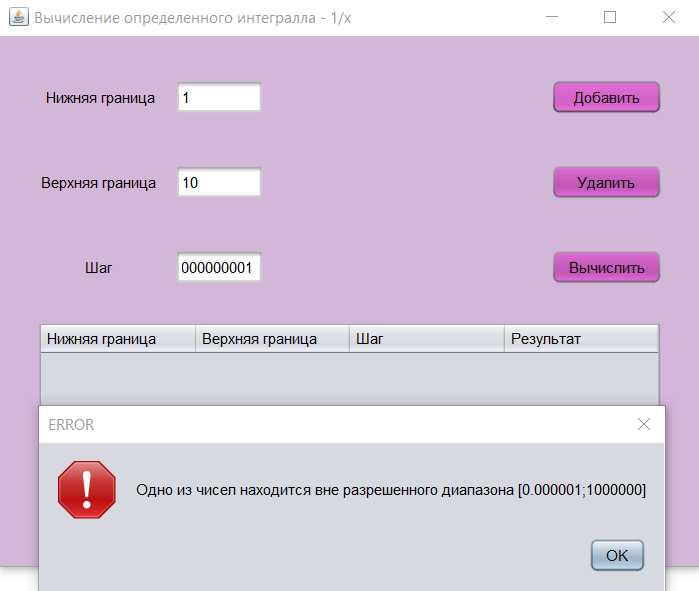 Вычисление определенного интегралла - 1/x
Нижняя граница 1 Добавить
Верхняя граница 10 Удалить
Шаг 000000001 Вычислить
Нижняя граница Верхняя граница Шаг Результат
ERROR
Одно из чисел находится вне разрешенного диапазона [0.000001;1000000]
OK